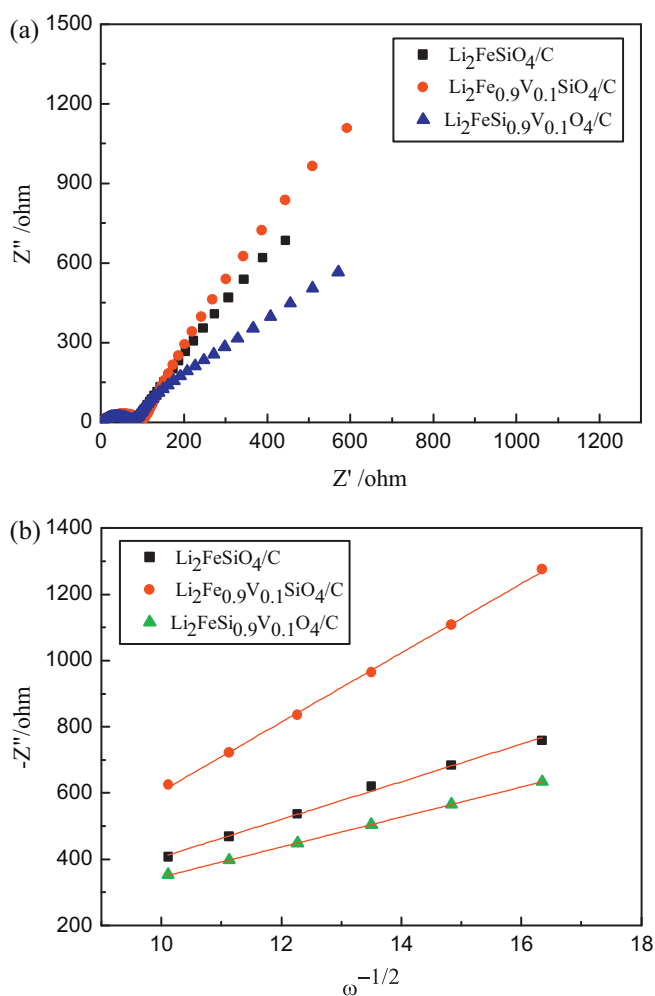 (a)
1500
1200
900
600
300
0
Z'' /ohm
Li₂FeSiO₄/C
Li₂Fe₀.₉V₀.₁SiO₄/C
Li₂FeSi₀.₉V₀.₁O₄/C
0 200 400 600 800 1000 1200
Z' /ohm
(b)
1400
1200
1000
800
600
400
200
-Z''/ohm
Li₂FeSiO₄/C
Li₂Fe₀.₉V₀.₁SiO₄/C
Li₂FeSi₀.₉V₀.₁O₄/C
10 12 14 16 18
ω⁻¹/²